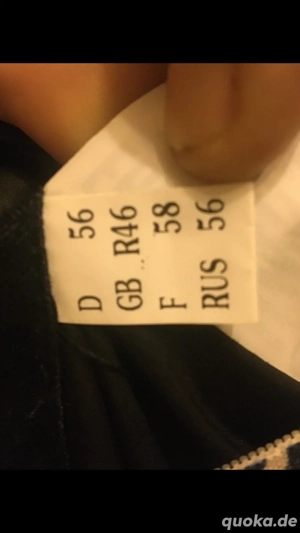 D 56
GB .. R46
F 58
RUS 56
quoka.de